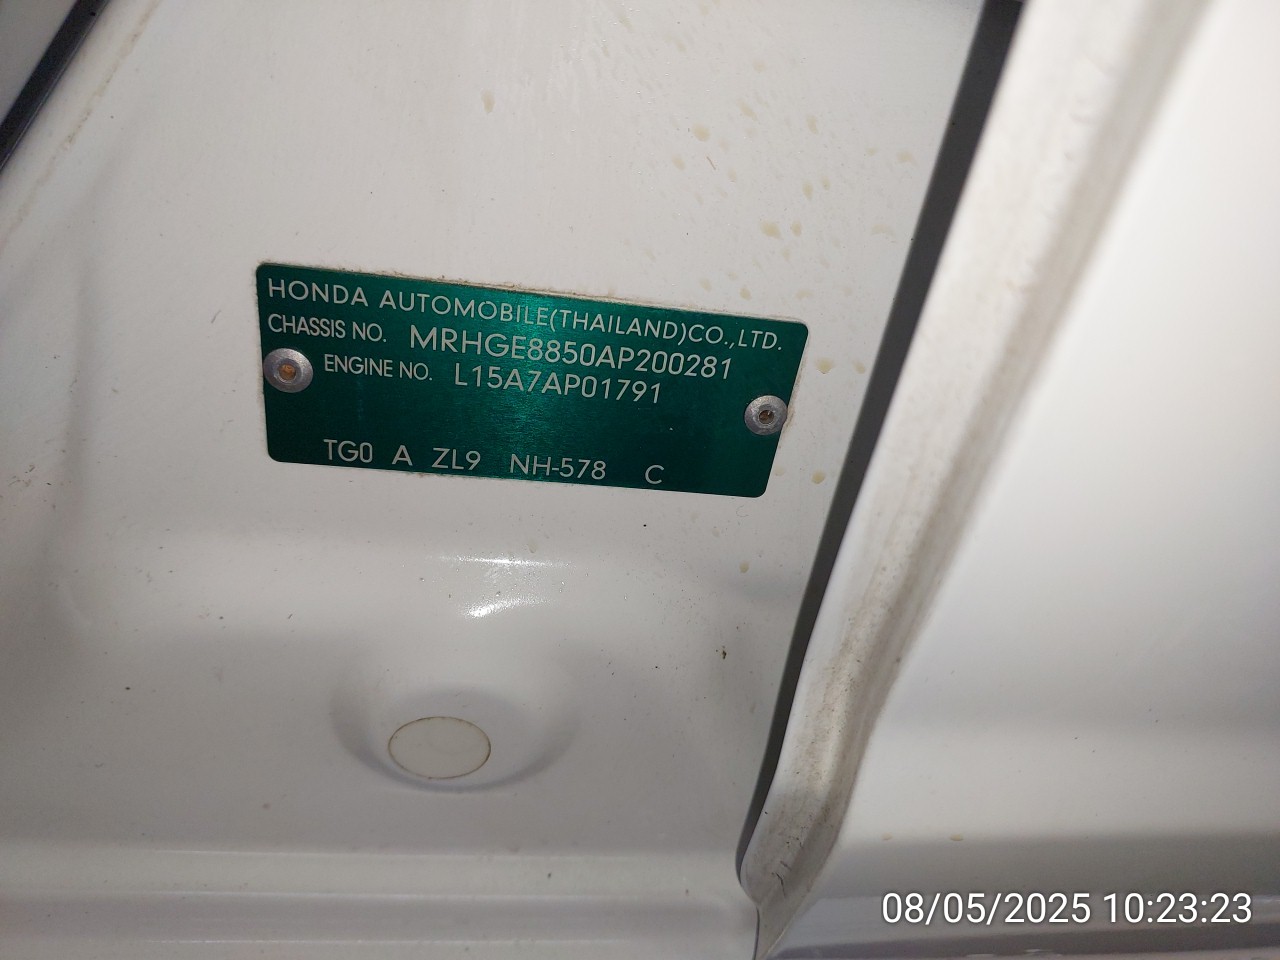 HONDA AUTOMOBILE(THAILAND)CO.,LTD.
CHASSIS NO. MRHGE8850AP200281
ENGINE NO. L15A7AP01791
TG0 A ZL9 NH-578 C
08/05/2025 10:23:23